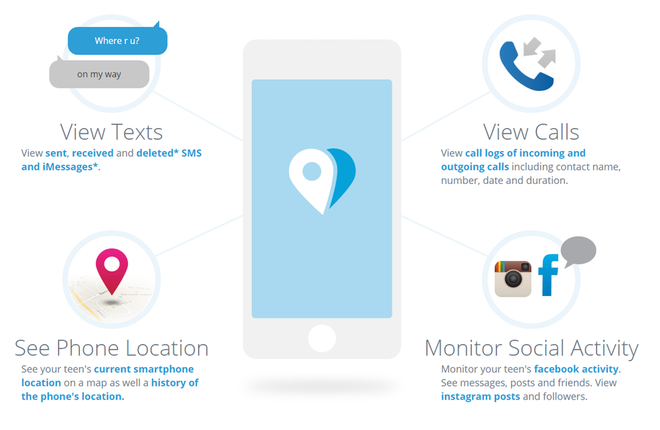 Where r u?
on my way
View Texts
View sent, received and deleted* SMS
and iMessages*.
View Calls
View call logs of incoming and
outgoing calls including contact name,
number, date and duration.
See Phone Location
See your teen's current smartphone
location on a map as well a history of
the phone's location.
f
Monitor Social Activity
Monitor your teen's facebook activity.
See messages, posts and friends. View
instagram posts and followers.